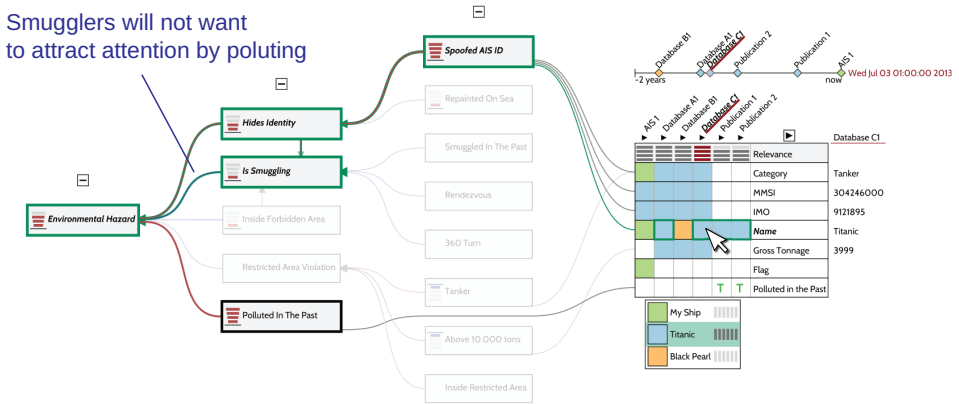 Smugglers will not want
to attract attention by poluting
Spoofed AIS ID
Repainted On Sea
Hides Identity
Smuggled In The Past
Is Smuggling
Rendezvous
Environmental Hazard
Inside Forbidden Area
360 Turn
Restricted Area Violation
Tanker
Polluted In The Past
Above 10.000 tons
Inside Restricted Area
Database B1
Database A1
Database C1
Publication 2
Publication 1
AIS 1
-2 years
now
Wed Jul 03 01:00:00 2013
AIS 1
Database A1
Database B1
Database C1
Publication 1
Publication 2
Database C1
Relevance
Category Tanker
MMSI 304246000
IMO 9121895
Name Titanic
Gross Tonnage 3999
Flag
T T Polluted in the Past
My Ship
Titanic
Black Pearl